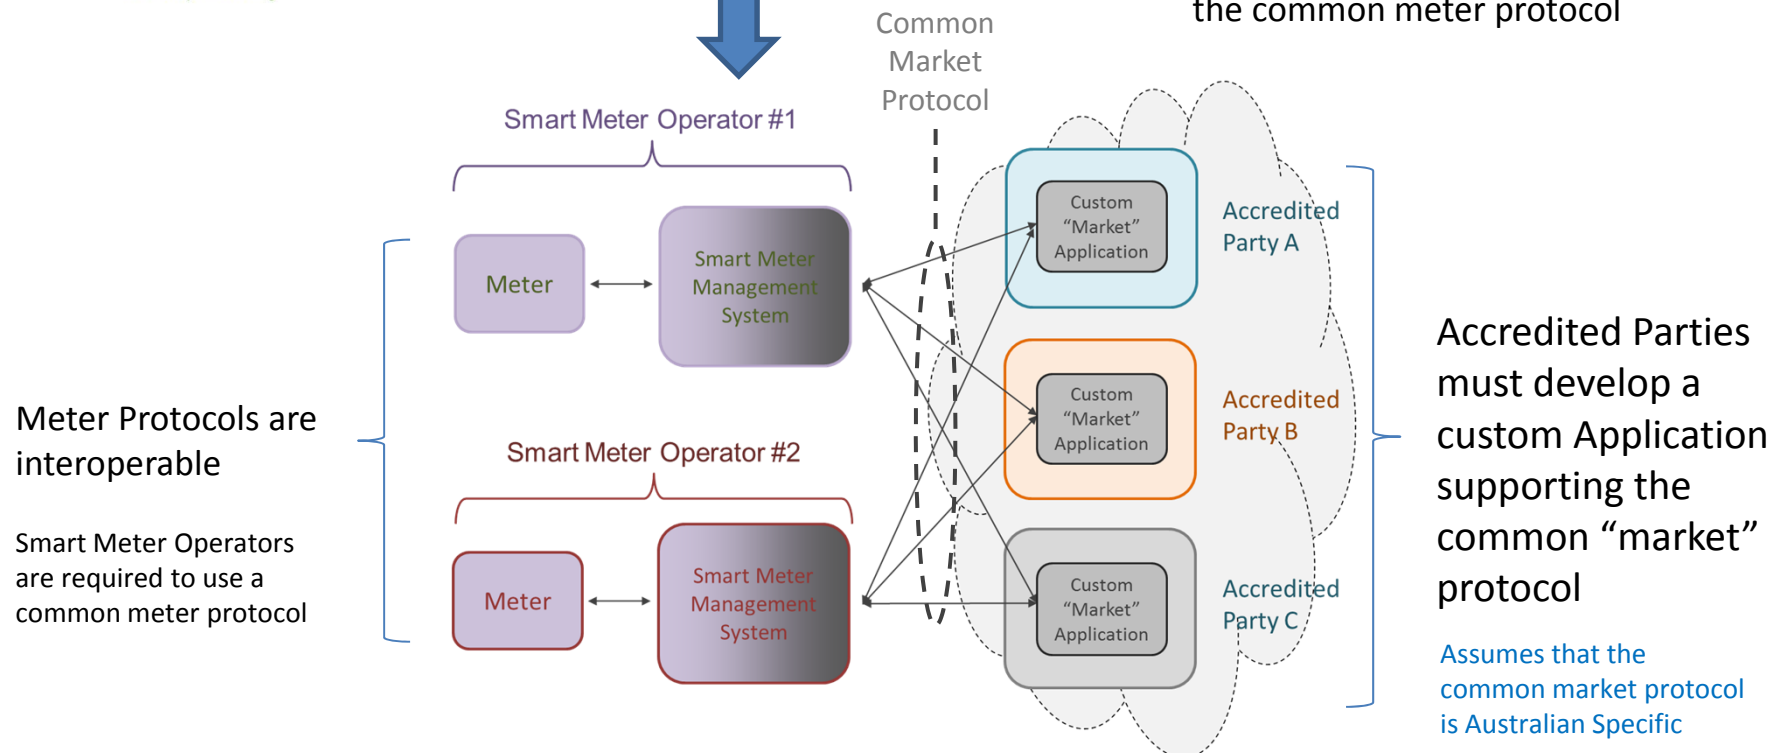 the common meter protocol
Common
Market
Protocol
Smart Meter Operator #1
Meter
Smart Meter
Management
System
Custom
“Market”
Application
Accredited
Party A
Custom
“Market”
Application
Accredited
Party B
Meter Protocols are
interoperable
Smart Meter Operators
are required to use a
common meter protocol
Smart Meter Operator #2
Meter
Smart Meter
Management
System
Custom
“Market”
Application
Accredited
Party C
Accredited Parties
must develop a
custom Application
supporting the
common “market”
protocol
Assumes that the
common market protocol
is Australian Specific